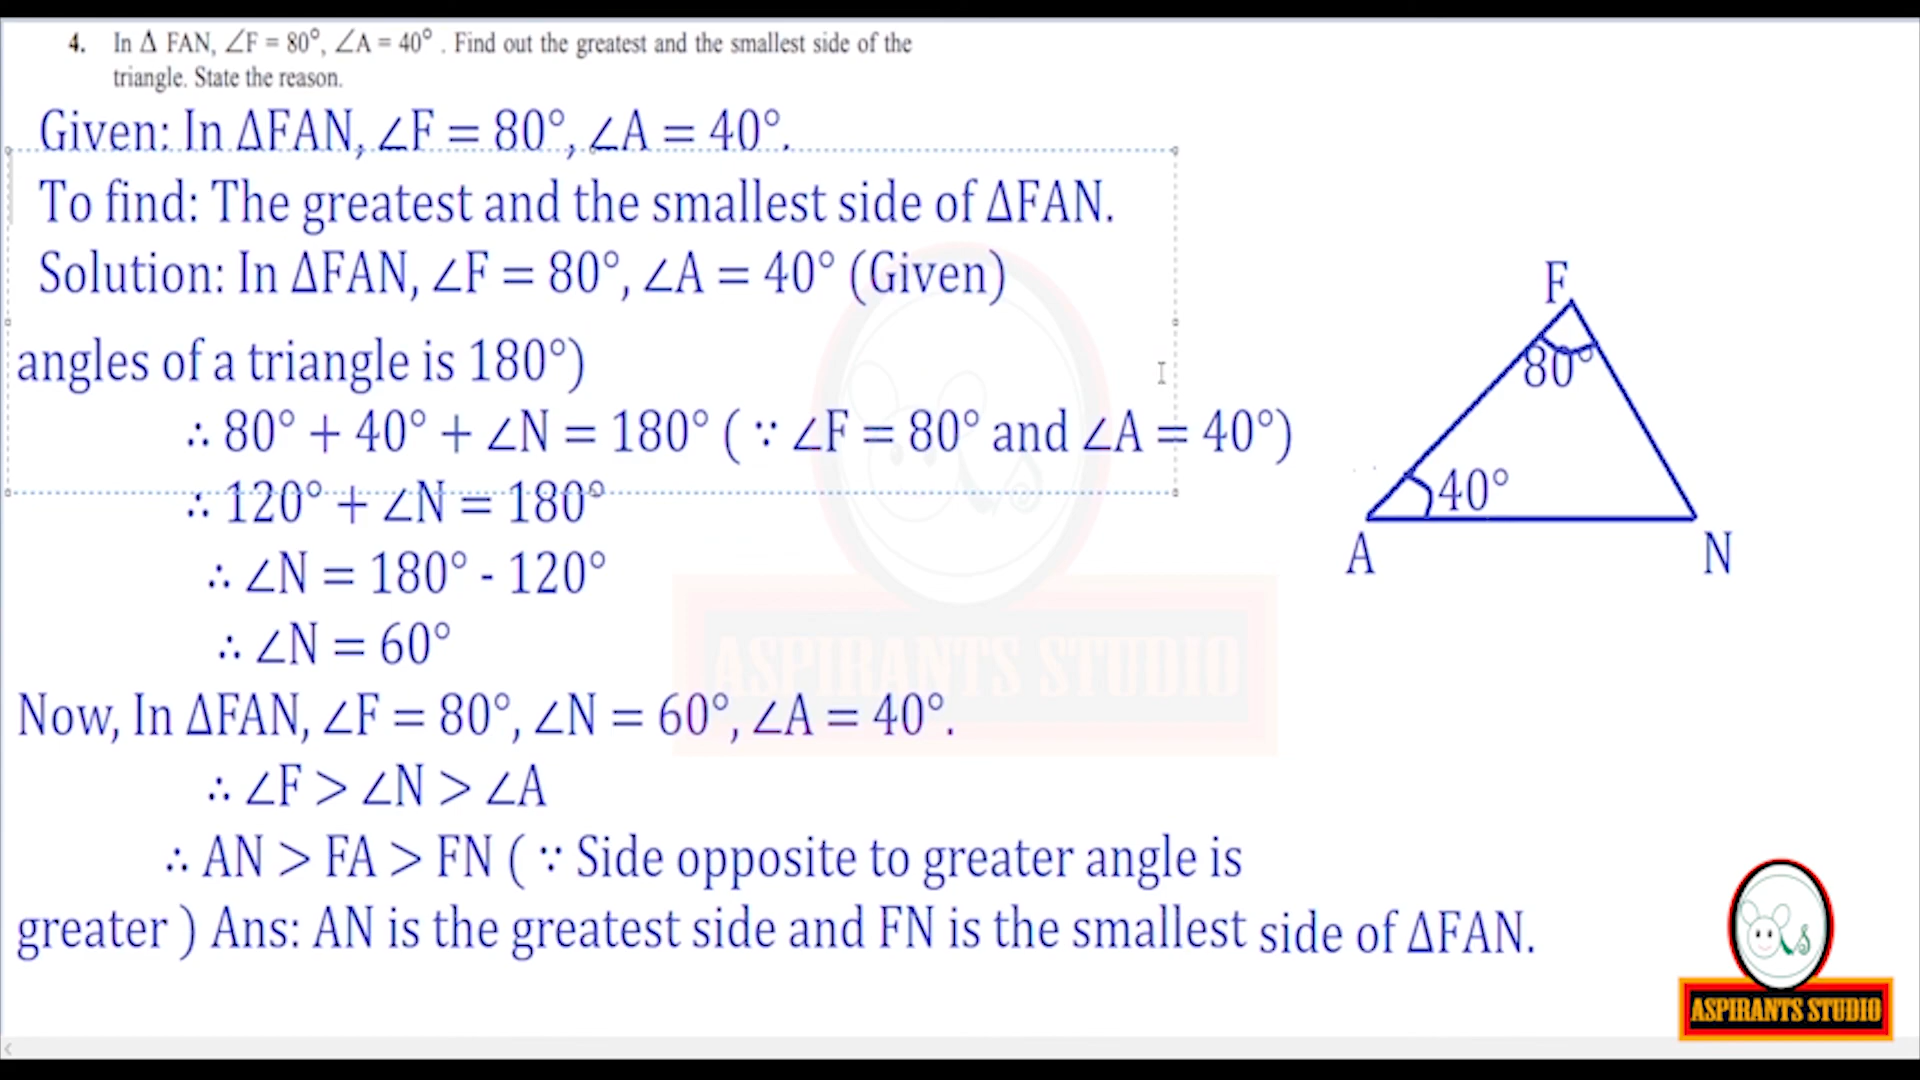 4. In Δ FAN, ∠F = 80°, ∠A = 40° . Find out the greatest and the smallest side of the
triangle. State the reason.
Given: In ΔFAN, ∠F = 80°, ∠A = 40°.
To find: The greatest and the smallest side of ΔFAN.
Solution: In ΔFAN, ∠F = 80°, ∠A = 40° (Given)
angles of a triangle is 180°)
∴ 80° + 40° + ∠N = 180° ( ∵ ∠F = 80° and ∠A = 40°)
∴ 120° + ∠N = 180°
∴ ∠N = 180° - 120°
∴ ∠N = 60°
Now, In ΔFAN, ∠F = 80°, ∠N = 60°, ∠A = 40°.
∴ ∠F > ∠N > ∠A
∴ AN > FA > FN ( ∵ Side opposite to greater angle is
greater ) Ans: AN is the greatest side and FN is the smallest side of ΔFAN.
F
80°
40°
A N
ASPIRANTS STUDIO
ASPIRANTS STUDIO